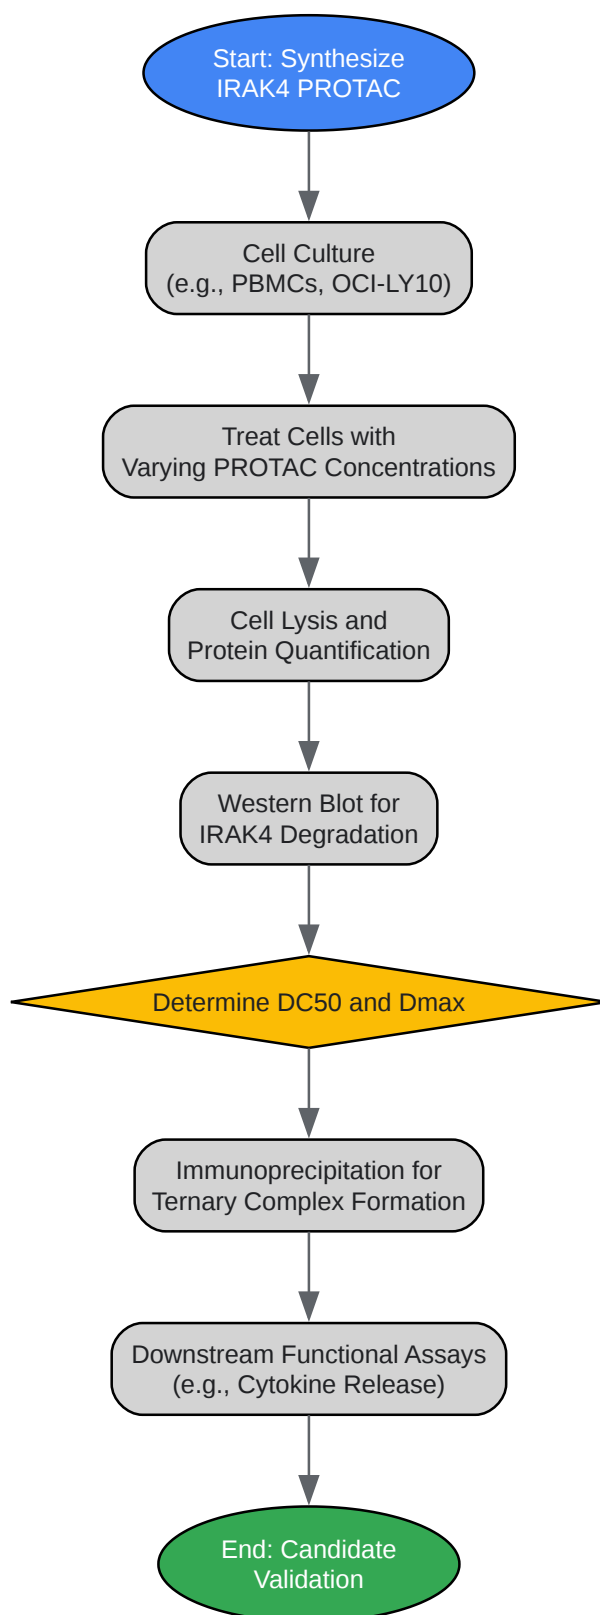 Start: Synthesize
IRAK4 PROTAC
Cell Culture
(e.g., PBMCs, OCI-LY10)
Treat Cells with
Varying PROTAC Concentrations
Cell Lysis and
Protein Quantification
Western Blot for
IRAK4 Degradation
Determine DC50 and Dmax
Immunoprecipitation for
Ternary Complex Formation
Downstream Functional Assays
(e.g., Cytokine Release)
End: Candidate
Validation